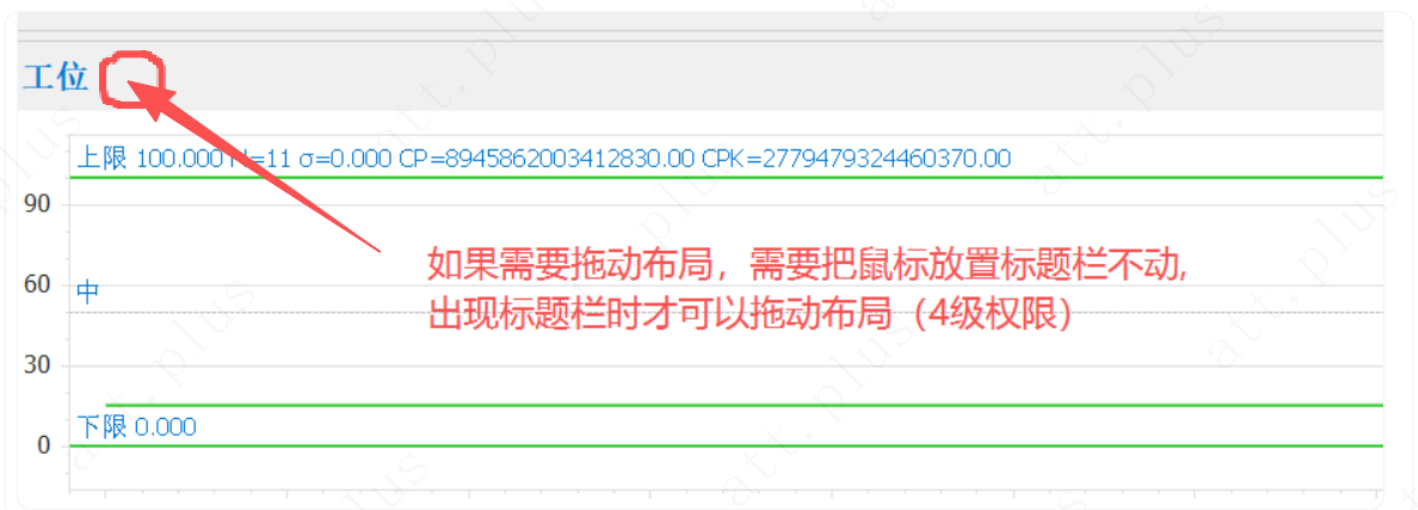 工位
上限 100.000 N=11 σ=0.000 CP=8945862003412830.00 CPK=2779479324460370.00
90
如果需要拖动布局，需要把鼠标放置标题栏不动,
60 中
出现标题栏时才可以拖动布局（4级权限）
30
下限 0.000
0
att.plus